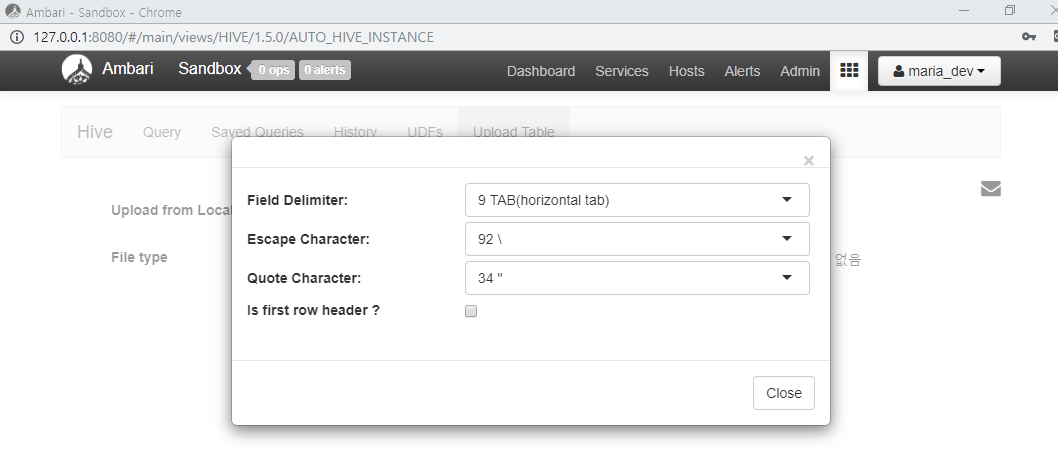 Ambari - Sandbox - Chrome
127.0.0.1:8080/#/main/views/HIVE/1.5.0/AUTO_HIVE_INSTANCE
Ambari Sandbox 0 ops 0 alerts Dashboard Services Hosts Alerts Admin maria_dev
Hive Query Saved Queries History UDFs Upload Table
×
Field Delimiter: 9 TAB(horizontal tab)
Upload from Local
Escape Character: 92 \
File type 없음
Quote Character: 34 "
Is first row header ?
Close